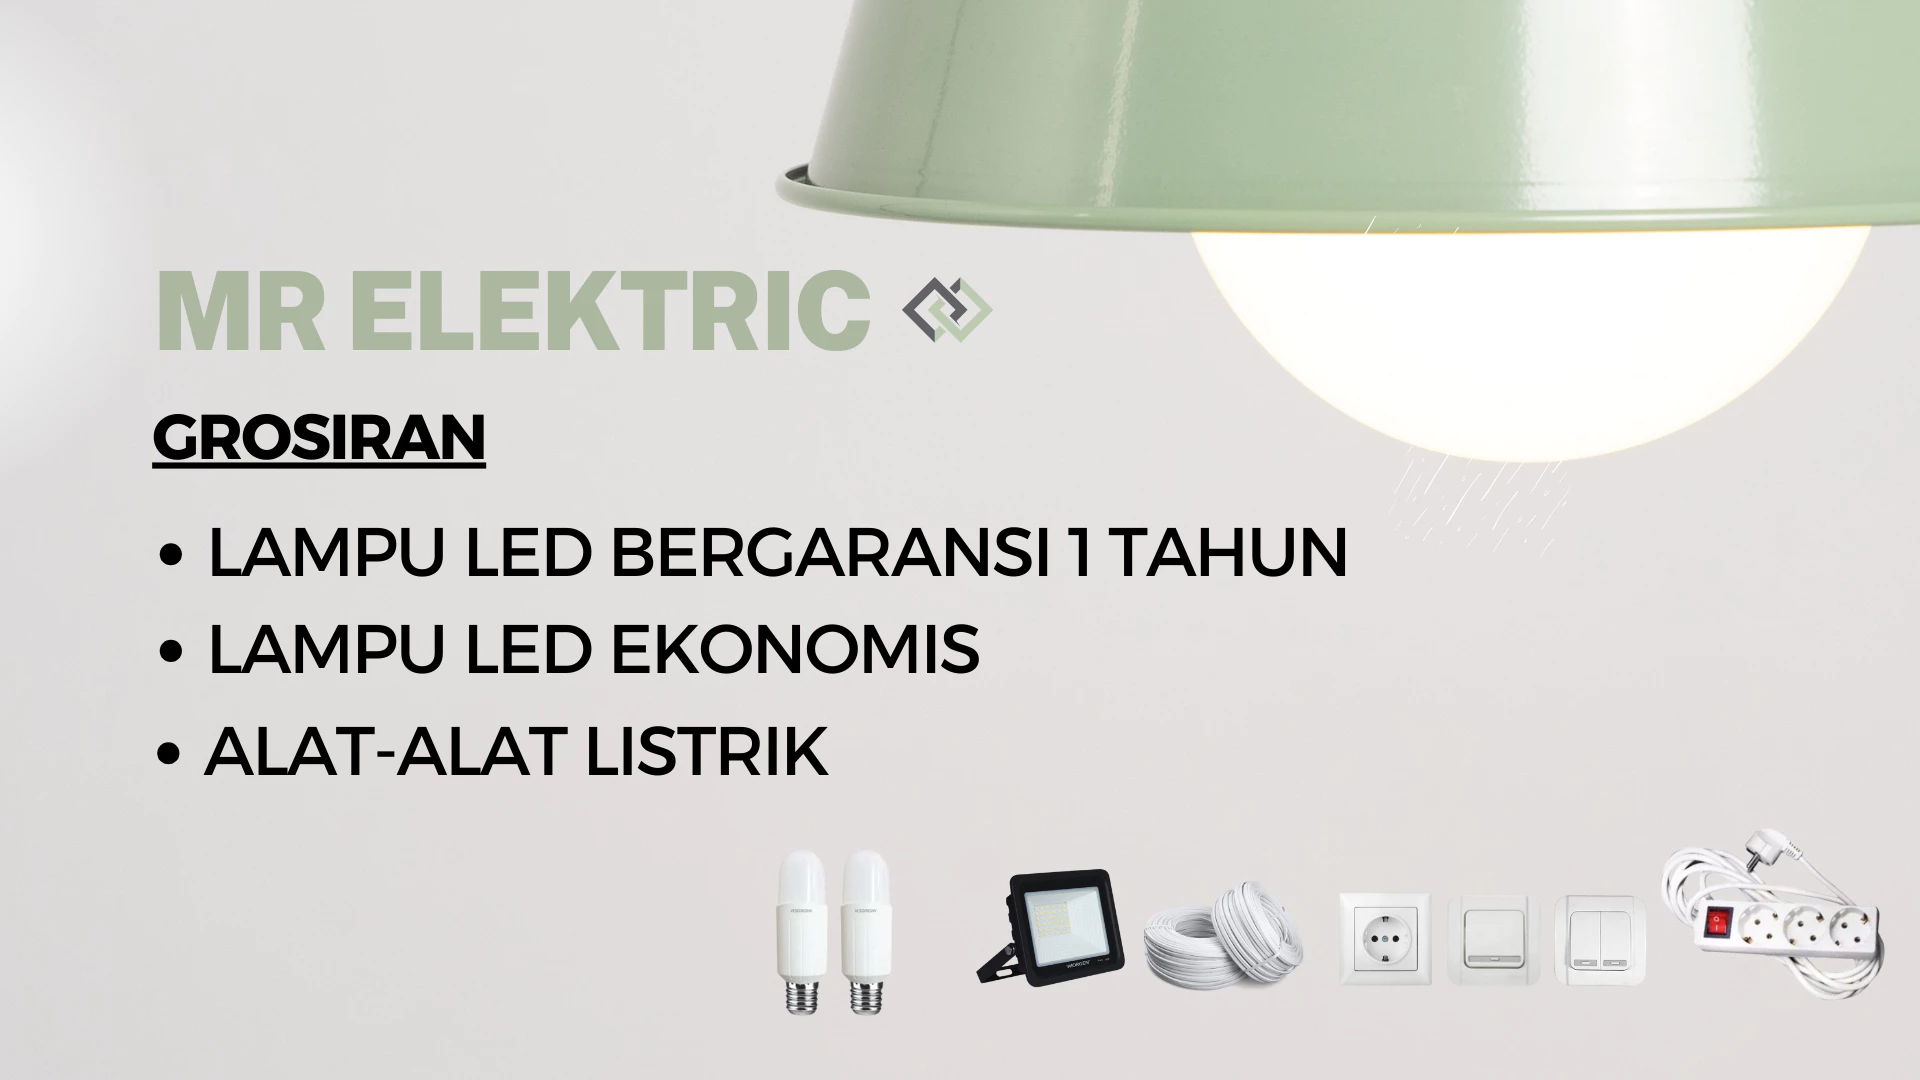 MR ELEKTRIC
GROSIRAN
• LAMPU LED BERGARANSI 1 TAHUN
• LAMPU LED EKONOMIS
• ALAT-ALAT LISTRIK